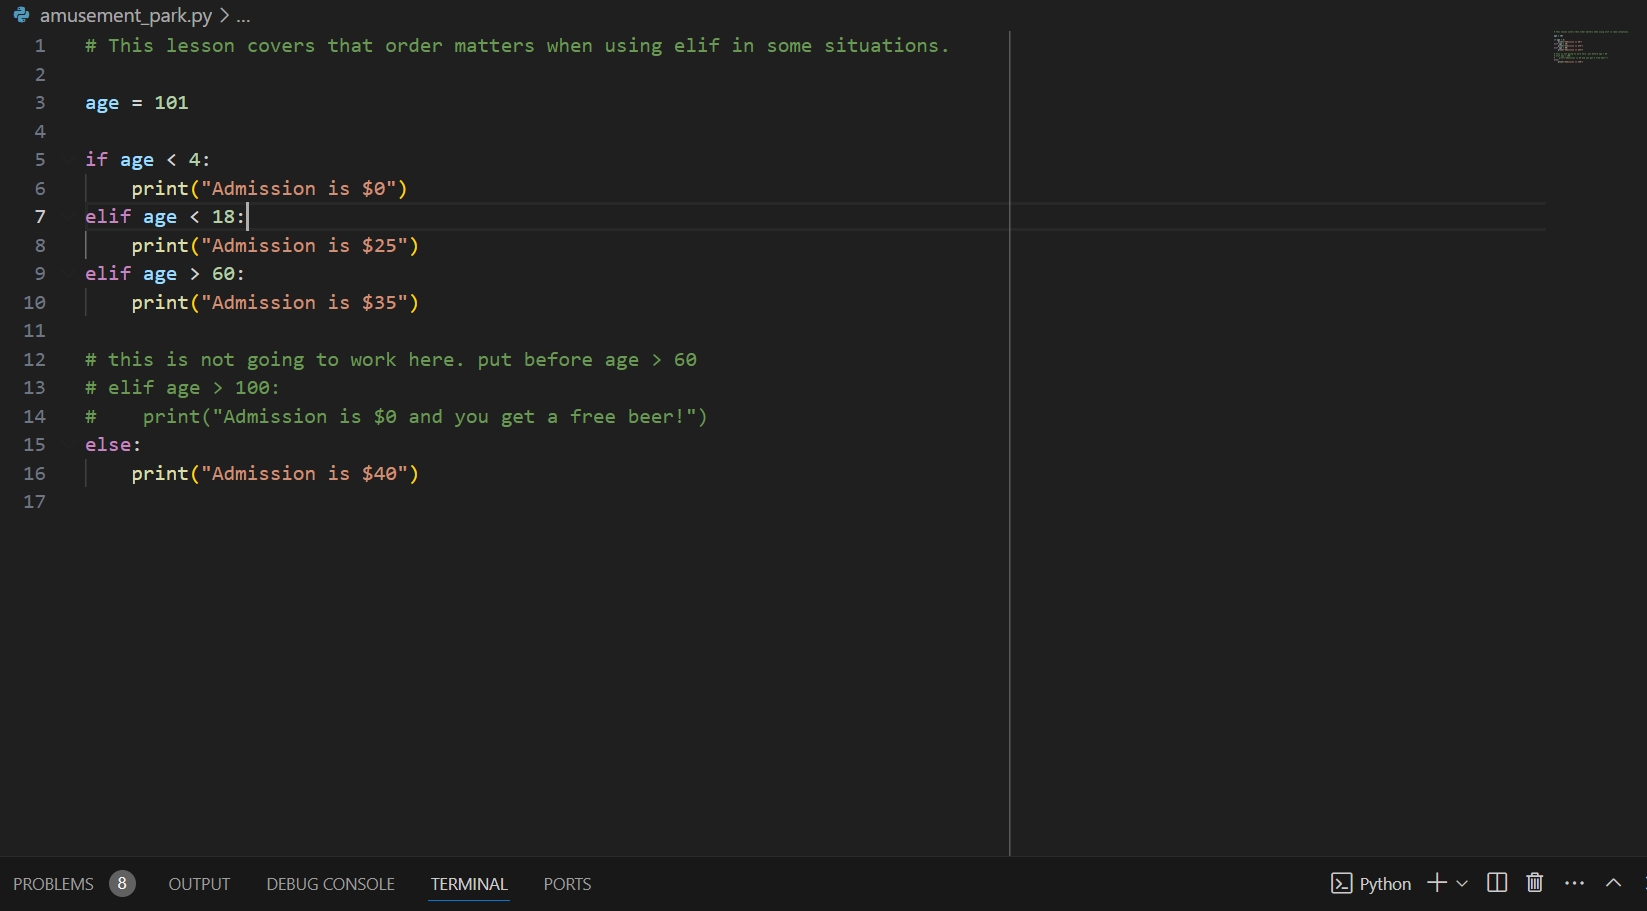 amusement_park.py > ...
1 # This lesson covers that order matters when using elif in some situations.
2
3 age = 101
4
5 if age < 4:
6     print("Admission is $0")
7 elif age < 18:
8     print("Admission is $25")
9 elif age > 60:
10     print("Admission is $35")
11
12 # this is not going to work here. put before age > 60
13 # elif age > 100:
14 #    print("Admission is $0 and you get a free beer!")
15 else:
16     print("Admission is $40")
17
PROBLEMS 8 OUTPUT DEBUG CONSOLE TERMINAL PORTS Python